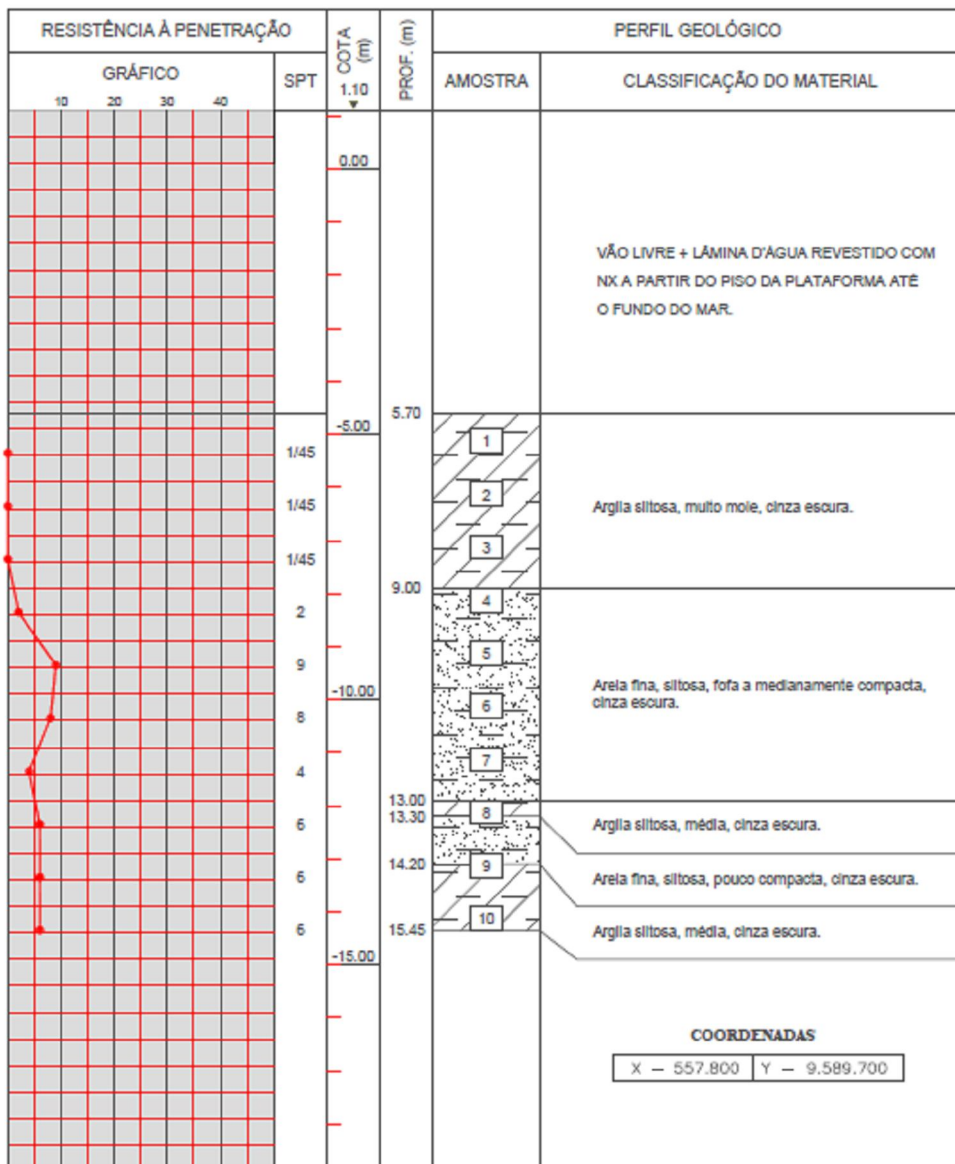 RESISTÊNCIA À PENETRAÇÃO
COTA (m)
1.10
PROF. (m)
PERFIL GEOLÓGICO
GRÁFICO
SPT
AMOSTRA
CLASSIFICAÇÃO DO MATERIAL
10 20 30 40
0.00
VÃO LIVRE + LÂMINA D'ÁGUA REVESTIDO COM
NX A PARTIR DO PISO DA PLATAFORMA ATÉ
O FUNDO DO MAR.
5.70
-5.00
1/45
1
1/45
2
Argila siltosa, muito mole, cinza escura.
1/45
3
9.00
2
4
9
5
Areia fina, siltosa, fofa a medianamente compacta,
cinza escura.
-10.00
8
6
4
7
13.00
13.30
6
8
Argila siltosa, média, cinza escura.
14.20
6
9
Areia fina, siltosa, pouco compacta, cinza escura.
6
15.45
10
Argila siltosa, média, cinza escura.
-15.00
COORDENADAS
X – 557.800 Y – 9.589.700